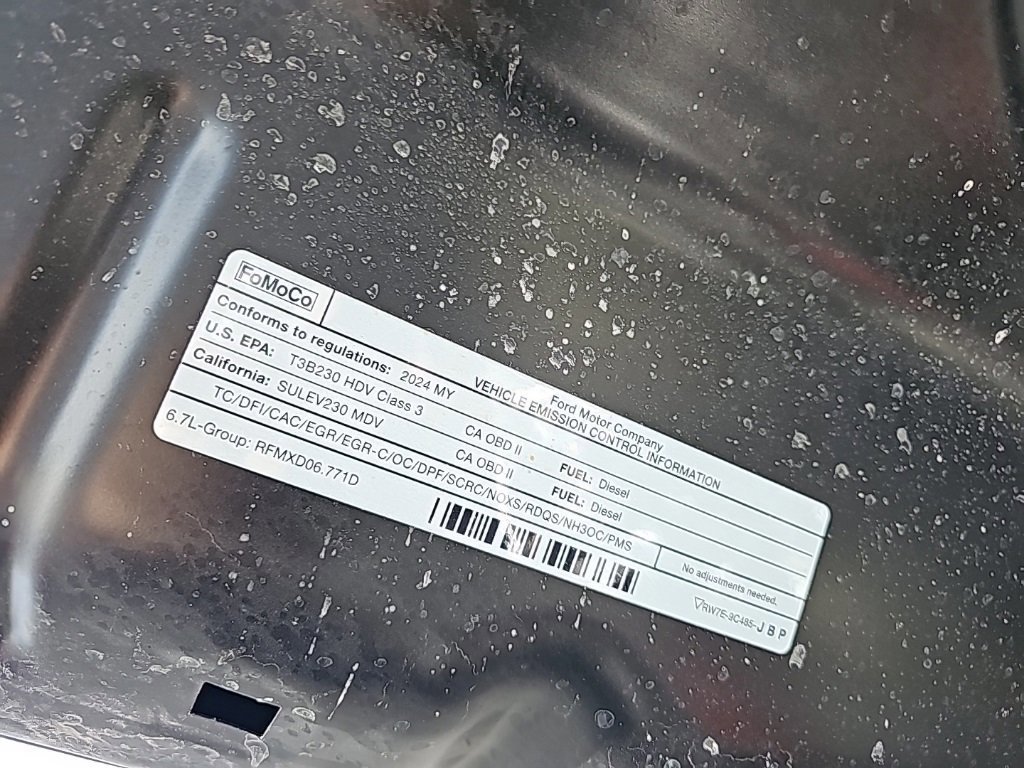 FoMoCo
Ford Motor Company
VEHICLE EMISSION CONTROL INFORMATION
Conforms to regulations: 2024 MY
U.S. EPA: T3B230 HDV Class 3 CA OBD II FUEL: Diesel
California: SULEV230 MDV CA OBD II FUEL: Diesel
TC/DFI/CAC/EGR/EGR-C/OC/DPF/SCRC/NOXS/RDQS/NH3OC/PMS
No adjustments needed.
6.7L-Group: RFMXD06.771D
RW7E-9C485-JBP